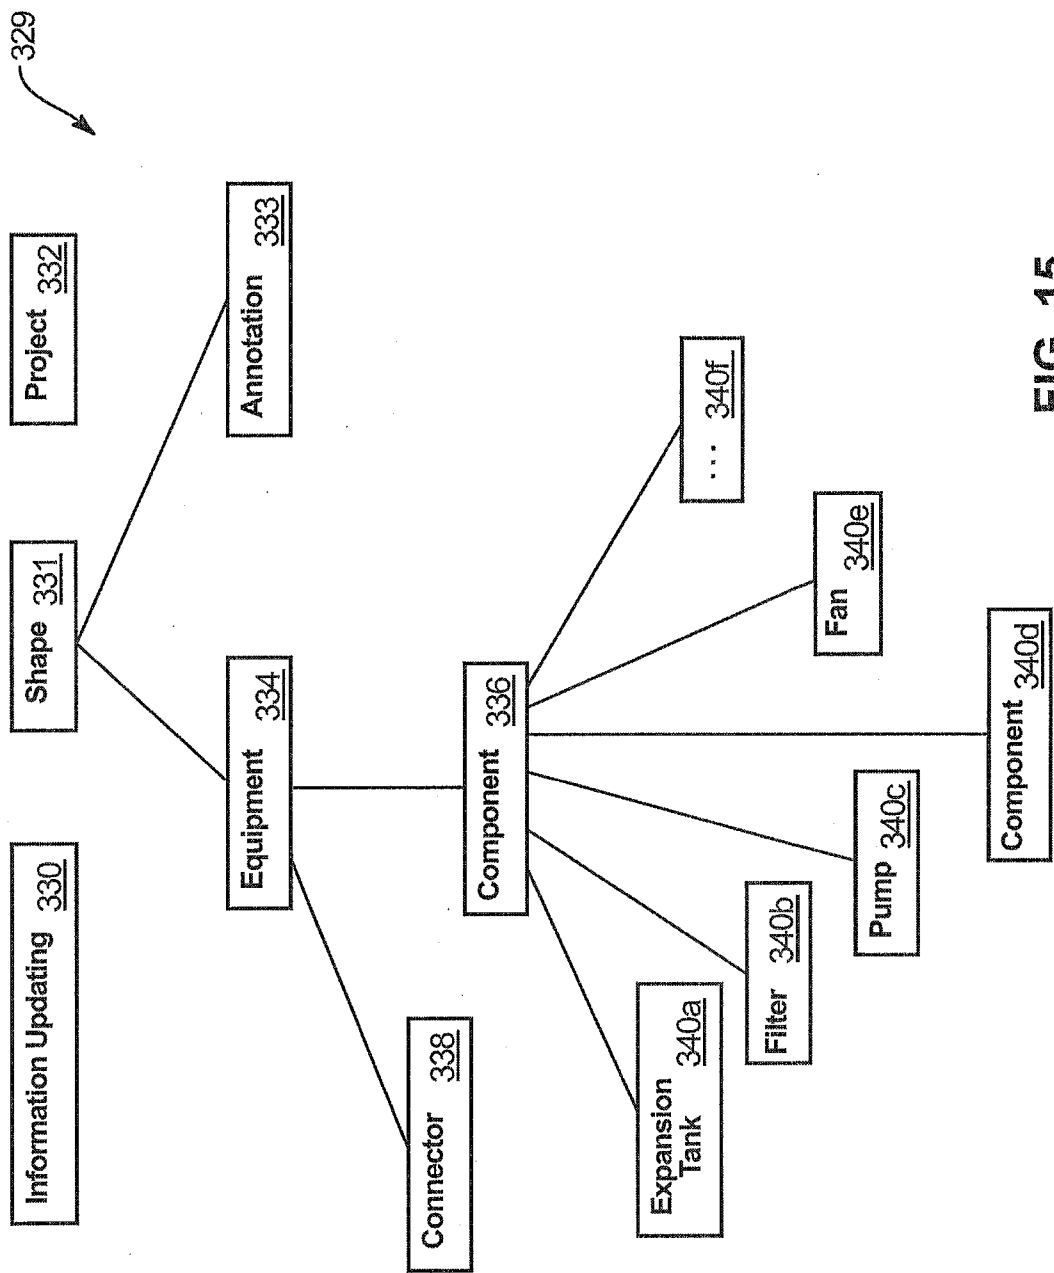 329
Information Updating 330
Shape 331
Project 332
Equipment 334
Annotation 333
Connector 338
Component 336
Expansion
Tank 340a
Filter 340b
Pump 340c
Component 340d
Fan 340e
... 340f
FIG. 15